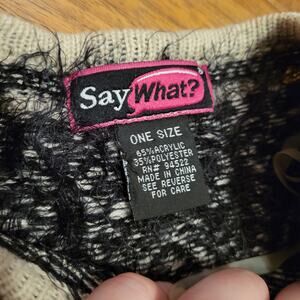 Say What?
ONE SIZE
65% ACRYLIC
35% POLYESTER
RN# 94522
MADE IN CHINA
SEE REVERSE
FOR CARE